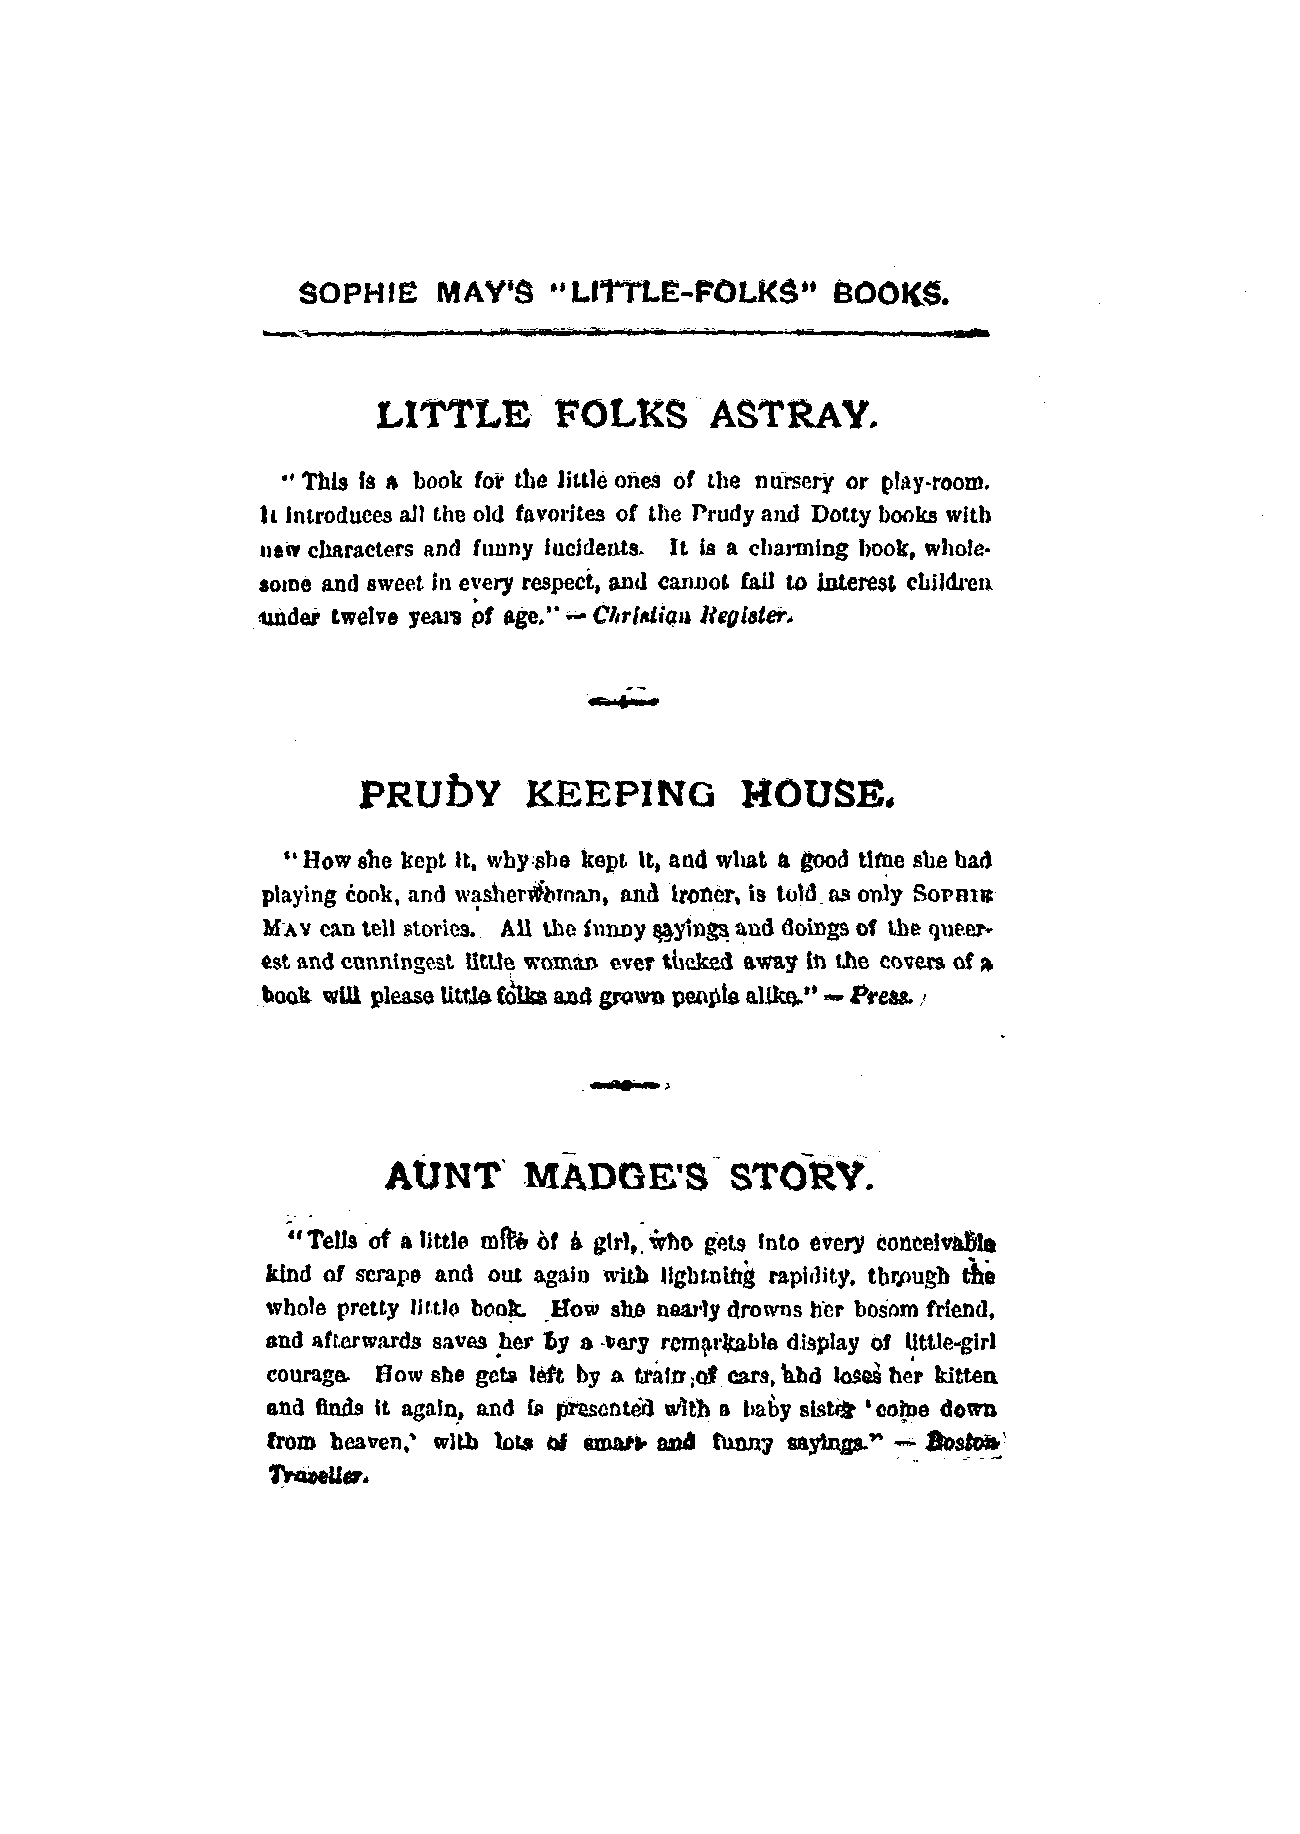 SOPHIE MAY'S "LITTLE-FOLKS" BOOKS.
LITTLE FOLKS ASTRAY.
"This is a book for the little ones of the nursery or play-room.
It introduces all the old favorites of the Prudy and Dotty books with
new characters and funny incidents. It is a charming book, whole-
some and sweet in every respect, and cannot fail to interest children
under twelve years of age." — Christian Register.
PRUDY KEEPING HOUSE.
"How she kept it, why she kept it, and what a good time she had
playing cook, and washerwoman, and ironer, is told as only SOPHIE
MAY can tell stories. All the funny sayings and doings of the queer-
est and cunningest little woman ever tucked away in the covers of a
book will please little folks and grown people alike." — Press.
AUNT MADGE'S STORY.
"Tells of a little mite of a girl, who gets into every conceivable
kind of scrape and out again with lightning rapidity, through the
whole pretty little book. How she nearly drowns her bosom friend,
and afterwards saves her by a very remarkable display of little-girl
courage. How she gets left by a train of cars, and loses her kitten
and finds it again, and is presented with a baby sister 'come down
from heaven,' with lots of smart and funny sayings." — Boston
Traveller.